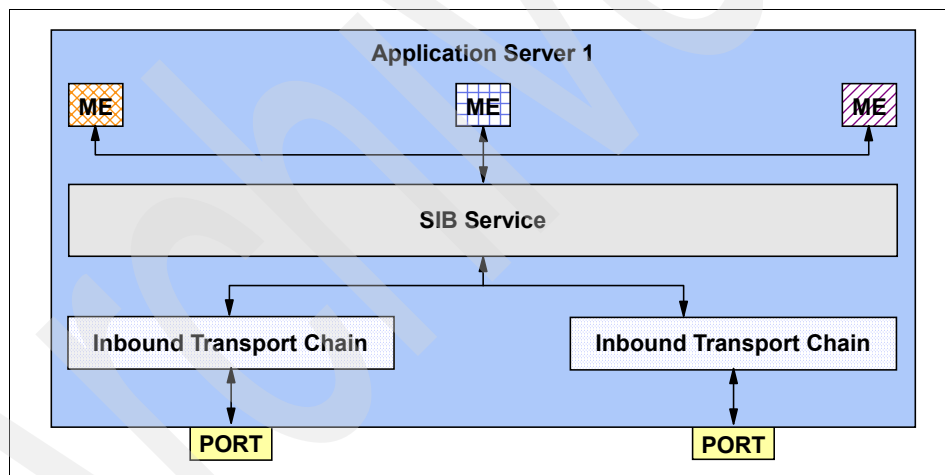 Application Server 1
ME
ME
ME
SIB Service
Inbound Transport Chain
Inbound Transport Chain
PORT
PORT